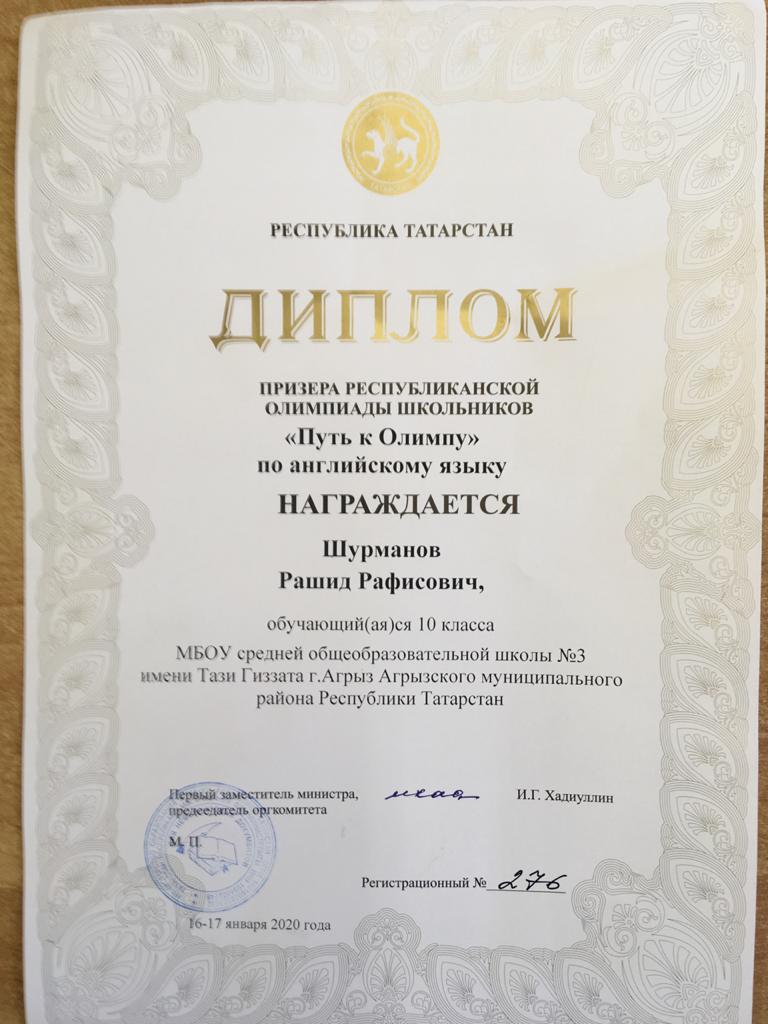 ТАТАРСТАН
РЕСПУБЛИКА ТАТАРСТАН
ДИПЛОМ
ПРИЗЕРА РЕСПУБЛИКАНСКОЙ
ОЛИМПИАДЫ ШКОЛЬНИКОВ
«Путь к Олимпу»
по английскому языку
НАГРАЖДАЕТСЯ
Шурманов
Рашид Рафисович,
обучающий(ая)ся 10 класса
МБОУ средней общеобразовательной школы №3
имени Тази Гиззата г.Агрыз Агрызского муниципального
района Республики Татарстан
Первый заместитель министра, И.Г. Хадиуллин
председатель оргкомитета
М. П.
Регистрационный № 276
16-17 января 2020 года